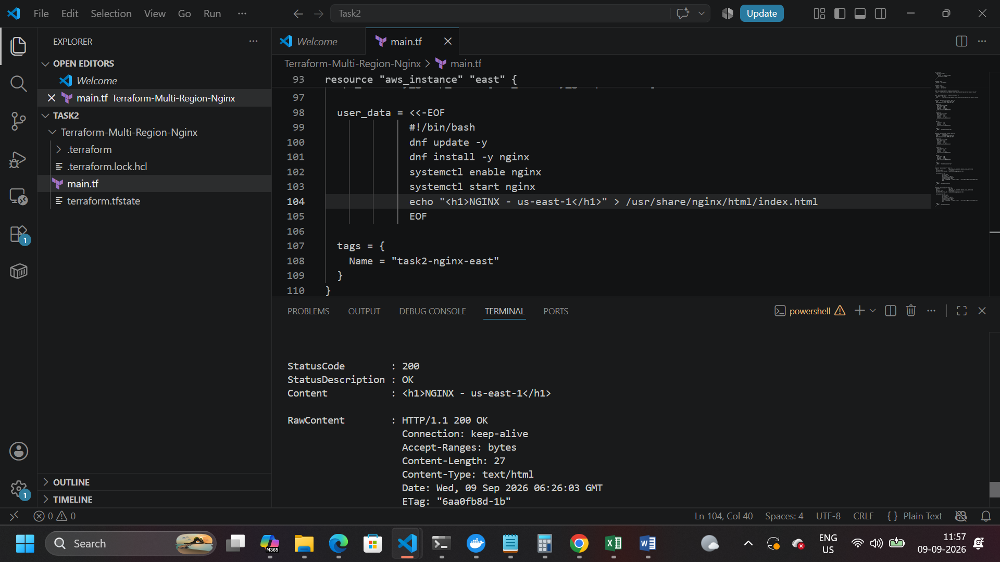 File Edit Selection View Go Run ···
Task2
Update
EXPLORER
OPEN EDITORS
Welcome
main.tf Terraform-Multi-Region-Nginx
TASK2
Terraform-Multi-Region-Nginx
.terraform
.terraform.lock.hcl
main.tf
terraform.tfstate
OUTLINE
TIMELINE
1
1
Welcome
main.tf
Terraform-Multi-Region-Nginx > main.tf
93 resource "aws_instance" "east" {
97
98 user_data = <<-EOF
99 #!/bin/bash
100 dnf update -y
101 dnf install -y nginx
102 systemctl enable nginx
103 systemctl start nginx
104 echo "<h1>NGINX - us-east-1</h1>" > /usr/share/nginx/html/index.html
105 EOF
106
107 tags = {
108 Name = "task2-nginx-east"
109 }
110 }
PROBLEMS OUTPUT DEBUG CONSOLE TERMINAL PORTS
powershell
StatusCode : 200
StatusDescription : OK
Content : <h1>NGINX - us-east-1</h1>
RawContent : HTTP/1.1 200 OK
Connection: keep-alive
Accept-Ranges: bytes
Content-Length: 27
Content-Type: text/html
Date: Wed, 09 Sep 2026 06:26:03 GMT
ETag: "6aa0fb8d-1b"
0 0
Ln 104, Col 40 Spaces: 4 UTF-8 CRLF { } Plain Text
Search
M365
ENG
US
11:57
09-09-2026